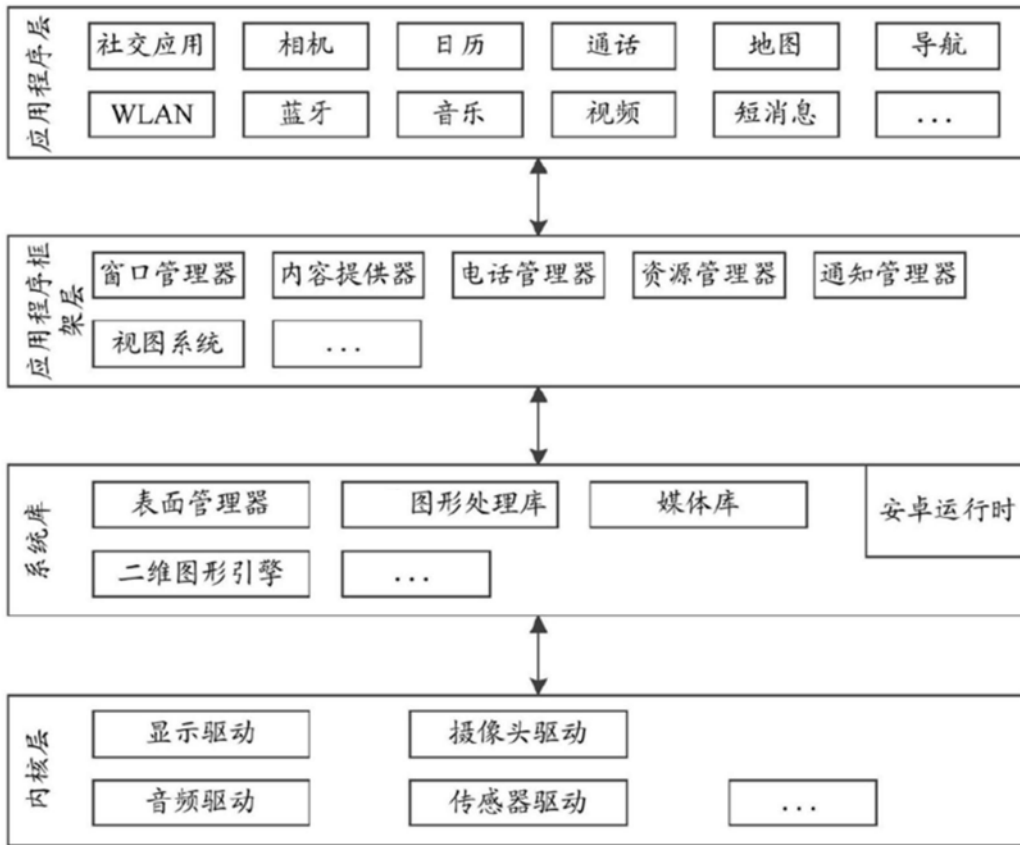 应用程序层
社交应用 相机 日历 通话 地图 导航
WLAN 蓝牙 音乐 视频 短消息 ...
应用程序框
架层
窗口管理器 内容提供器 电话管理器 资源管理器 通知管理器
视图系统 ...
系统库
表面管理器 图形处理库 媒体库 安卓运行时
二维图形引擎 ...
内核层
显示驱动 摄像头驱动
音频驱动 传感器驱动 ...